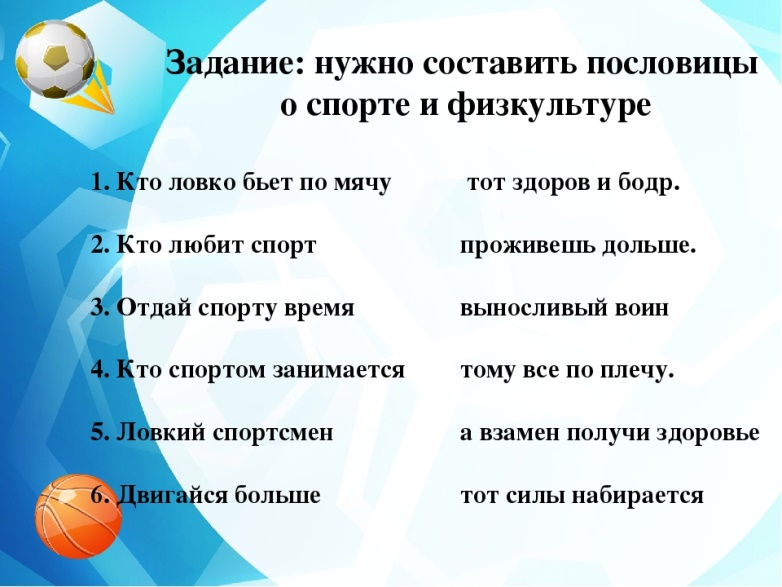 Задание: нужно составить пословицы
о спорте и физкультуре
1. Кто ловко бьет по мячу тот здоров и бодр.
2. Кто любит спорт проживешь дольше.
3. Отдай спорту время выносливый воин
4. Кто спортом занимается тому все по плечу.
5. Ловкий спортсмен а взамен получи здоровье
6. Двигайся больше тот силы набирается